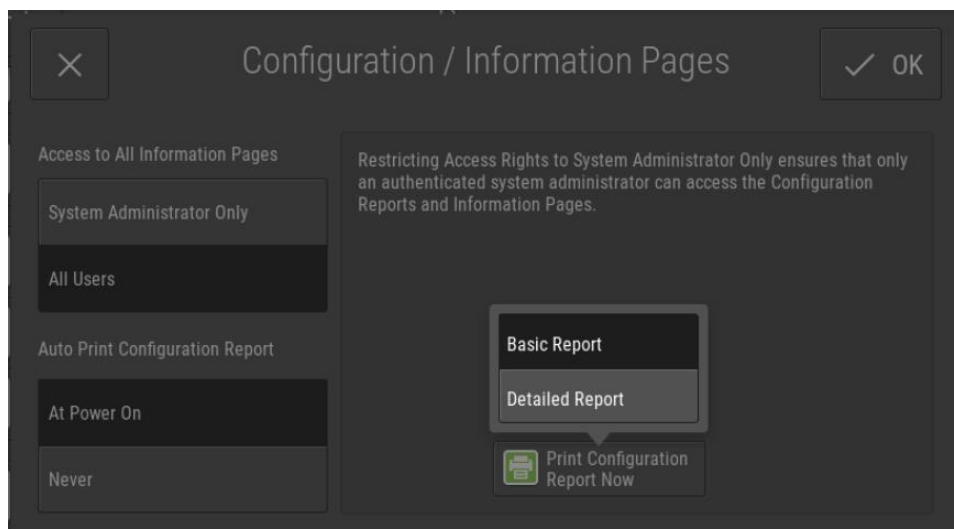 Configuration / Information Pages
OK
Access to All Information Pages
System Administrator Only
All Users
Auto Print Configuration Report
At Power On
Never
Restricting Access Rights to System Administrator Only ensures that only
an authenticated system administrator can access the Configuration
Reports and Information Pages.
Basic Report
Detailed Report
Print Configuration
Report Now